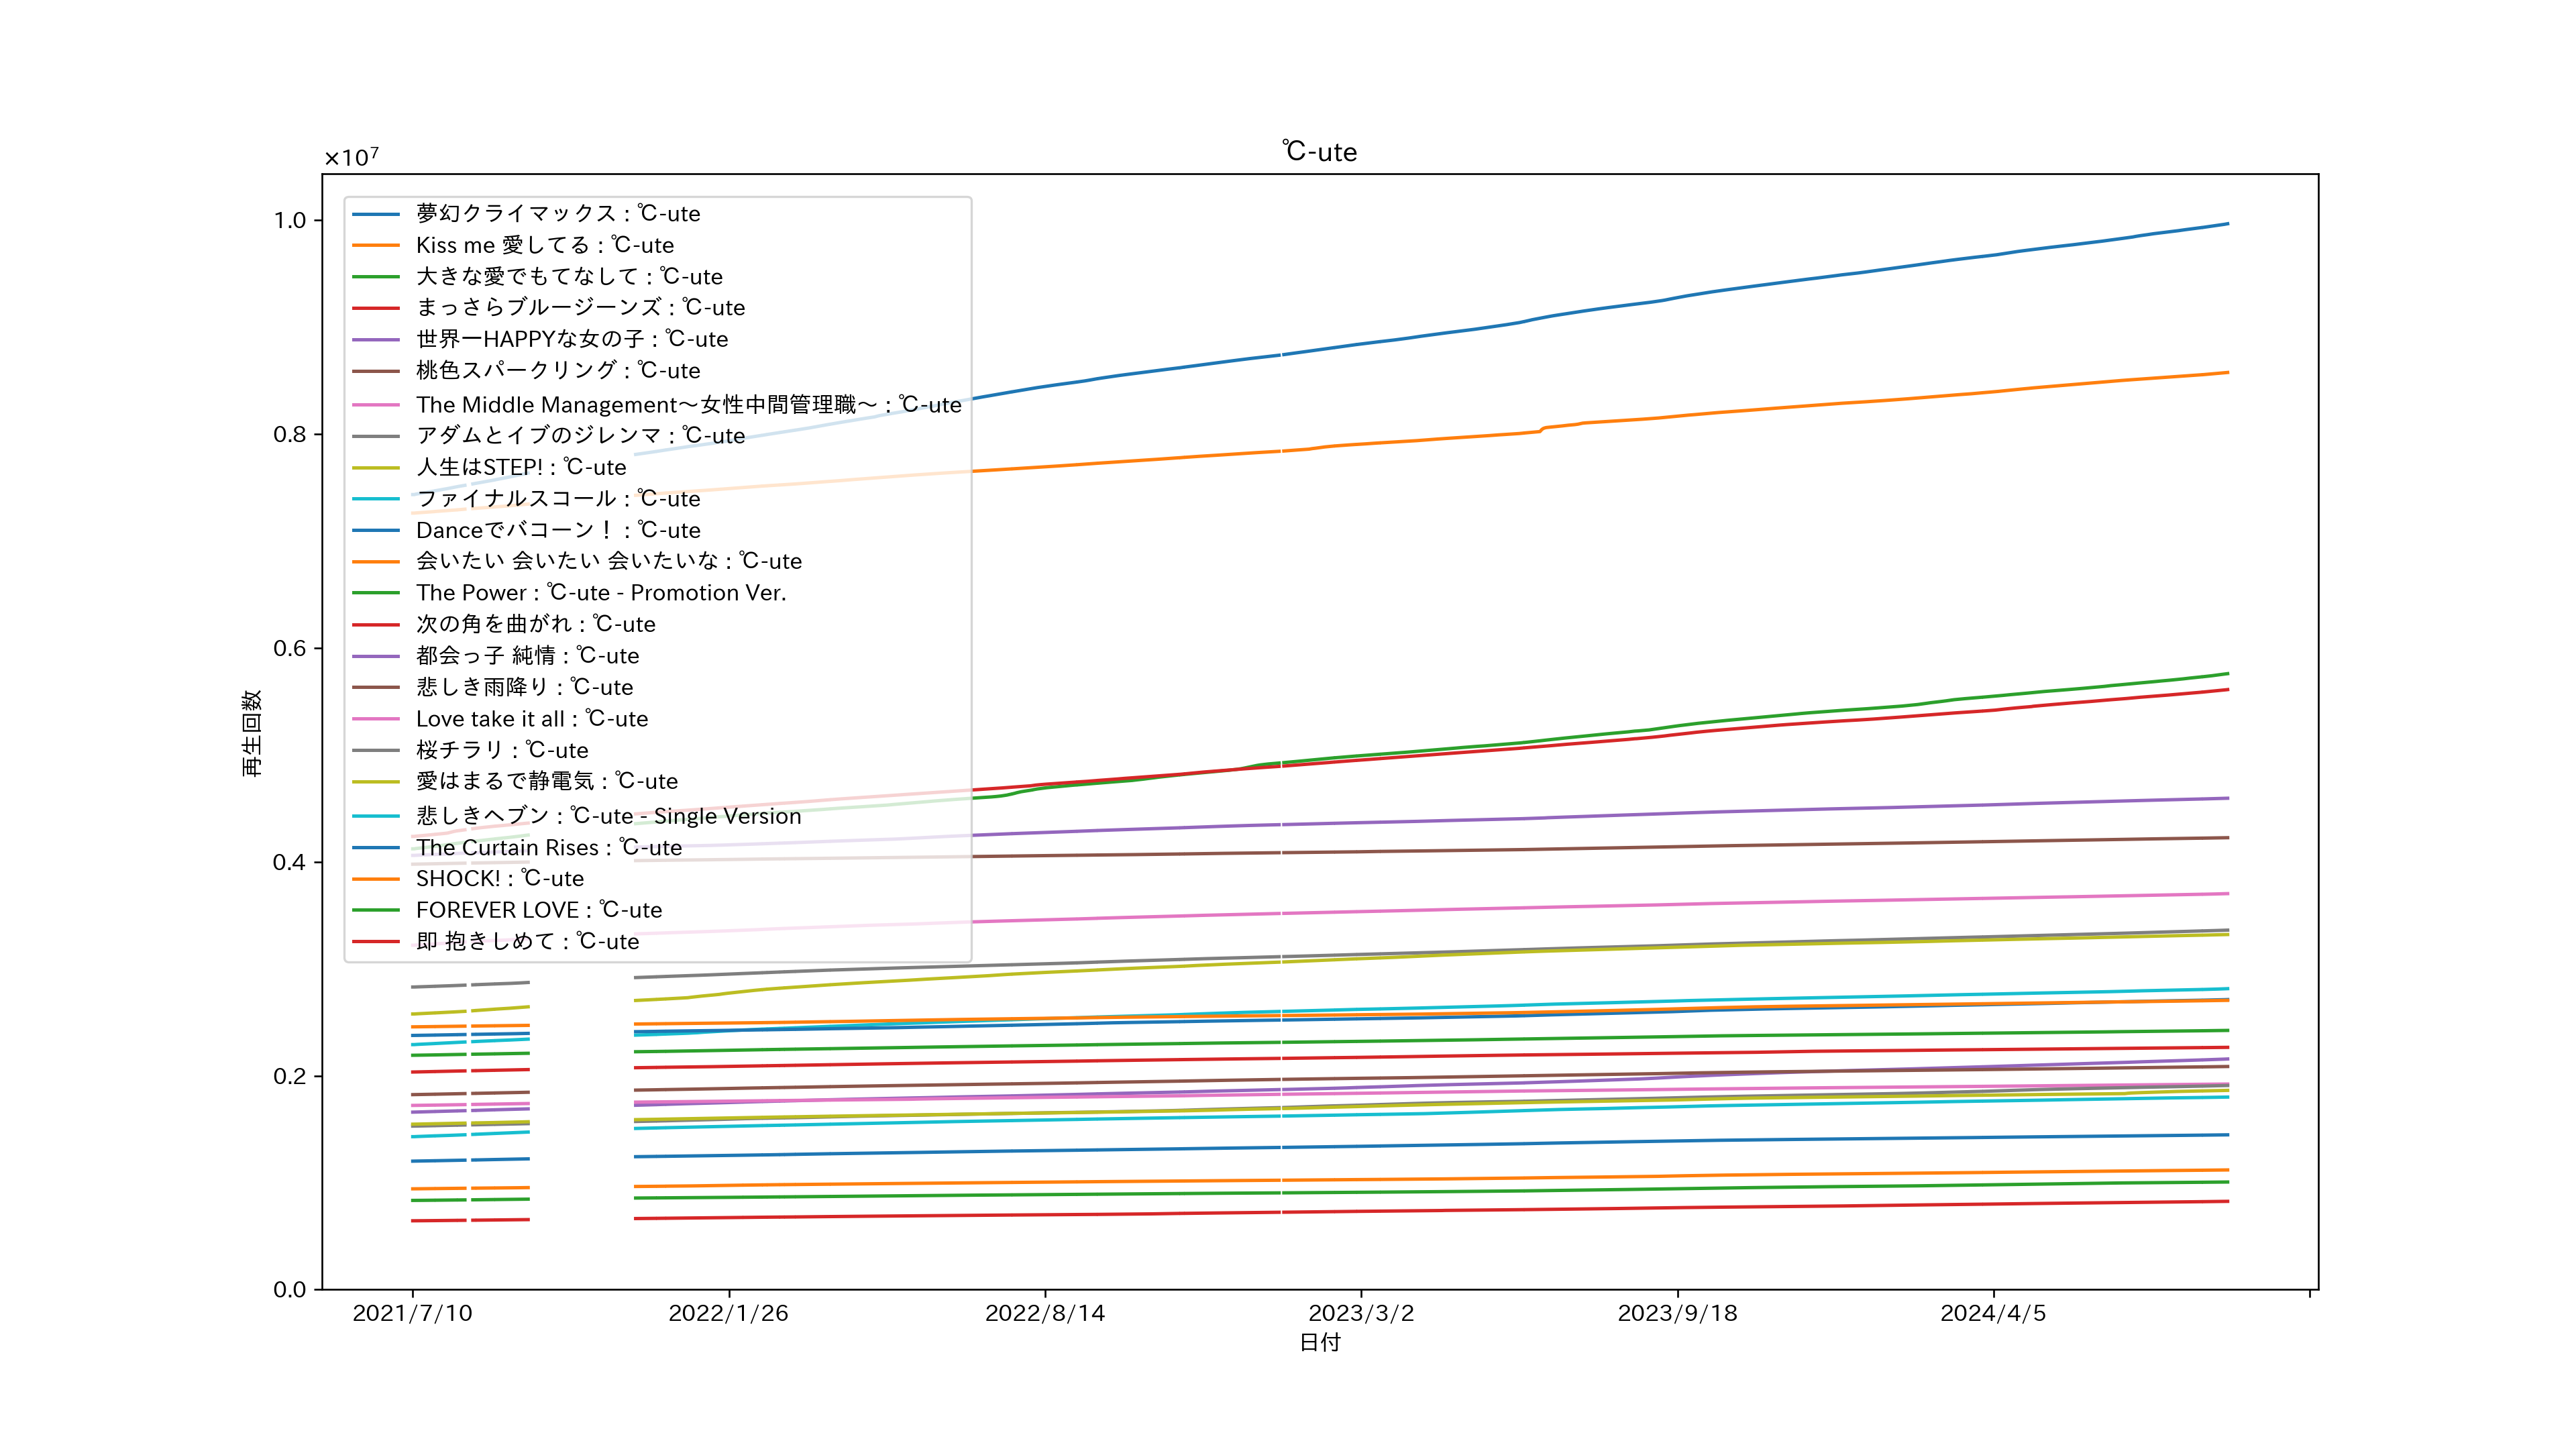 ℃-ute
×10⁷
1.0
0.8
0.6
0.4
0.2
0.0
再生回数
夢幻クライマックス : ℃-ute
Kiss me 愛してる : ℃-ute
大きな愛でもてなして : ℃-ute
まっさらブルージーンズ : ℃-ute
世界一HAPPYな女の子 : ℃-ute
桃色スパークリング : ℃-ute
The Middle Management～女性中間管理職～ : ℃-ute
アダムとイブのジレンマ : ℃-ute
人生はSTEP! : ℃-ute
ファイナルスコール : ℃-ute
Danceでバコーン！ : ℃-ute
会いたい 会いたい 会いたいな : ℃-ute
The Power : ℃-ute - Promotion Ver.
次の角を曲がれ : ℃-ute
都会っ子 純情 : ℃-ute
悲しき雨降り : ℃-ute
Love take it all : ℃-ute
桜チラリ : ℃-ute
愛はまるで静電気 : ℃-ute
悲しきヘブン : ℃-ute - Single Version
The Curtain Rises : ℃-ute
SHOCK! : ℃-ute
FOREVER LOVE : ℃-ute
即 抱きしめて : ℃-ute
2021/7/10
2022/1/26
2022/8/14
2023/3/2
2023/9/18
2024/4/5
日付